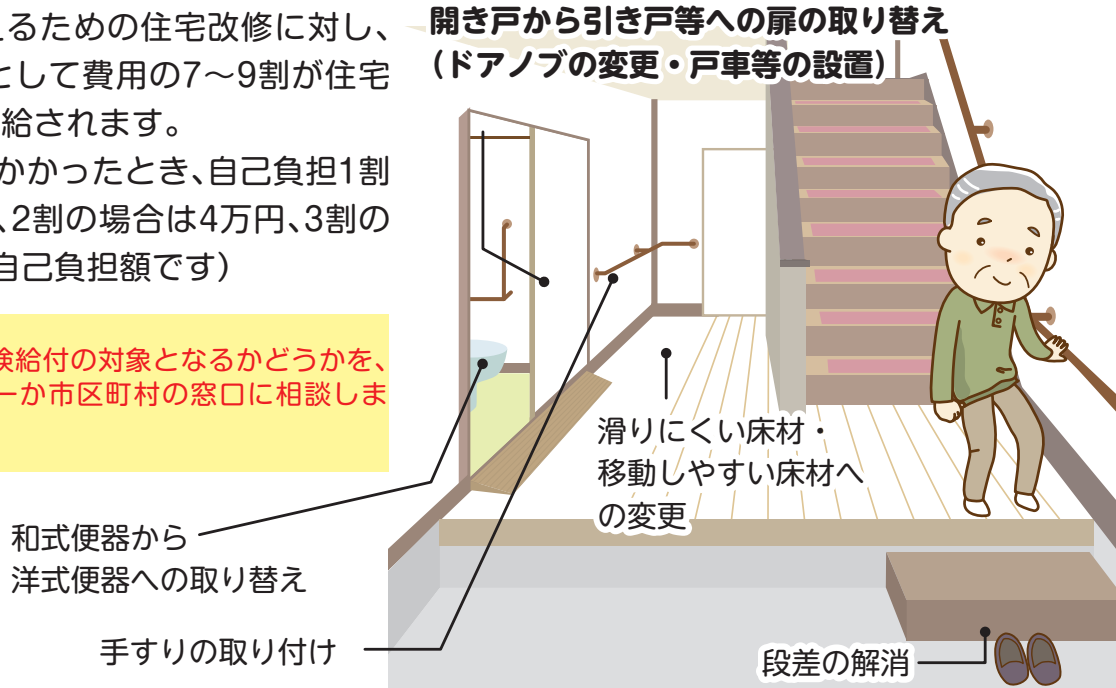 えるための住宅改修に対し、
として費用の7～9割が住宅
給されます。
かかったとき、自己負担1割
、2割の場合は4万円、3割の
自己負担額です）
険給付の対象となるかどうかを、
ーか市区町村の窓口に相談しま
開き戸から引き戸等への扉の取り替え
（ドアノブの変更・戸車等の設置）
滑りにくい床材・
移動しやすい床材へ
の変更
和式便器から
洋式便器への取り替え
手すりの取り付け
段差の解消